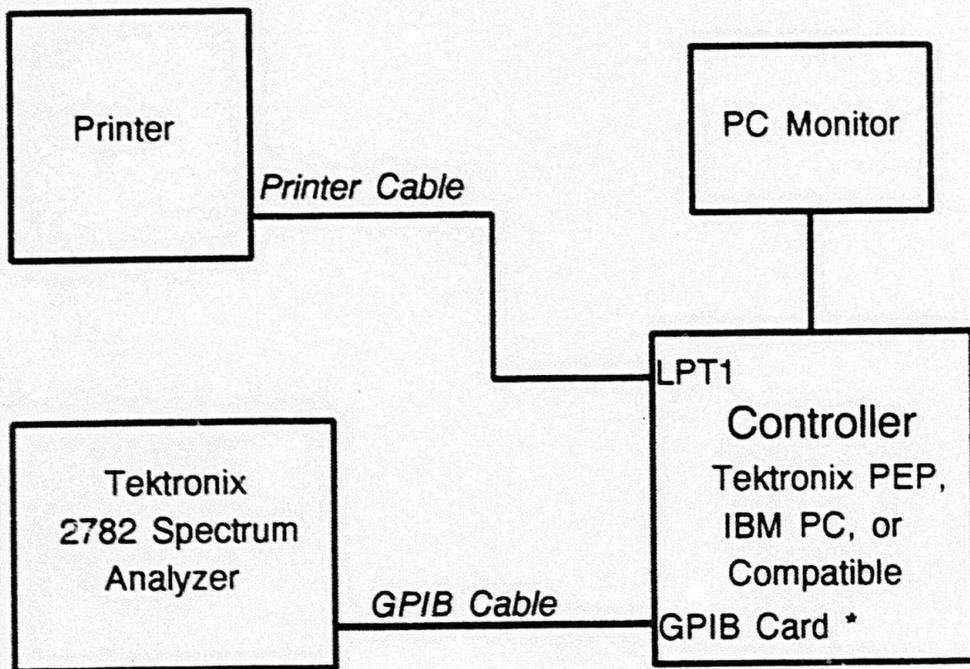 Printer
PC Monitor
Printer Cable
LPT1
Controller
Tektronix PEP,
IBM PC, or
Compatible
GPIB Card *
Tektronix
2782 Spectrum
Analyzer
GPIB Cable